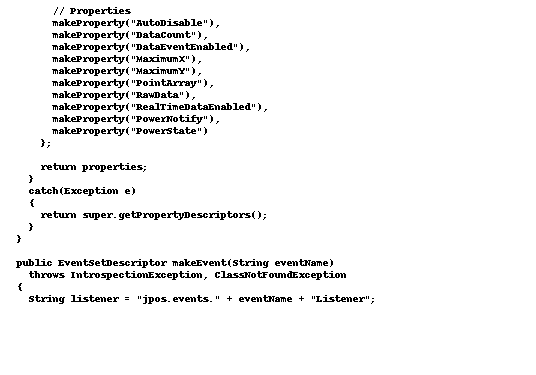 // Properties
makeProperty("AutoDisable"),
makeProperty("DataCount"),
makeProperty("DataEventEnabled"),
makeProperty("MaximumX"),
makeProperty("MaximumY"),
makeProperty("PointArray"),
makeProperty("RawData"),
makeProperty("RealTimeDataEnabled"),
makeProperty("PowerNotify"),
makeProperty("PowerState")
};
return properties;
}
catch(Exception e)
{
return super.getPropertyDescriptors();
}
}
public EventSetDescriptor makeEvent(String eventName)
throws IntrospectionException, ClassNotFoundException
{
String listener = "jpos.events." + eventName + "Listener";